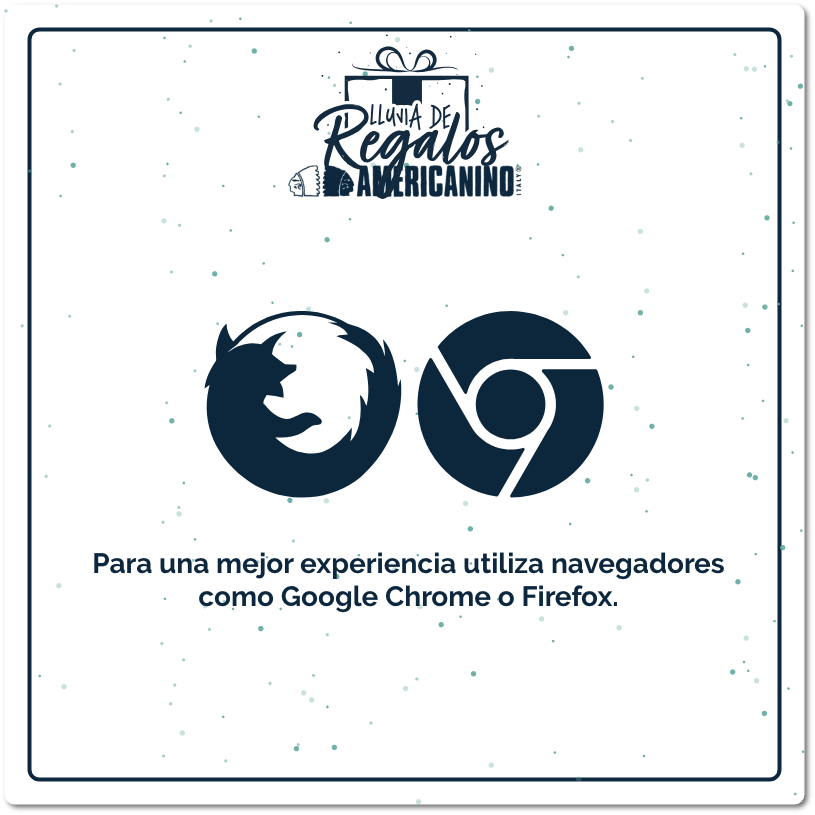 LLUVIA DE
Regalos
AMERICANINO®
ITALY
Para una mejor experiencia utiliza navegadores
como Google Chrome o Firefox.